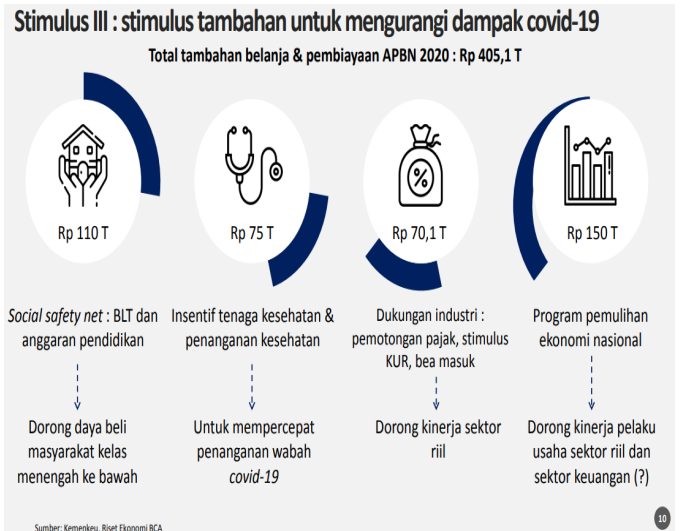 Stimulus III : stimulus tambahan untuk mengurangi dampak covid-19
Total tambahan belanja & pembiayaan APBN 2020 : Rp 405,1 T
%
Rp 110 T
Rp 75 T
Rp 70,1 T
Rp 150 T
Social safety net : BLT dan
anggaran pendidikan
Insentif tenaga kesehatan &
penanganan kesehatan
Dukungan industri :
pemotongan pajak, stimulus
KUR, bea masuk
Program pemulihan
ekonomi nasional
Dorong daya beli
masyarakat kelas
menengah ke bawah
Untuk mempercepat
penanganan wabah
covid-19
Dorong kinerja sektor
riil
Dorong kinerja pelaku
usaha sektor riil dan
sektor keuangan (?)
Sumber: Kemenkeu, Riset Ekonomi BCA
10